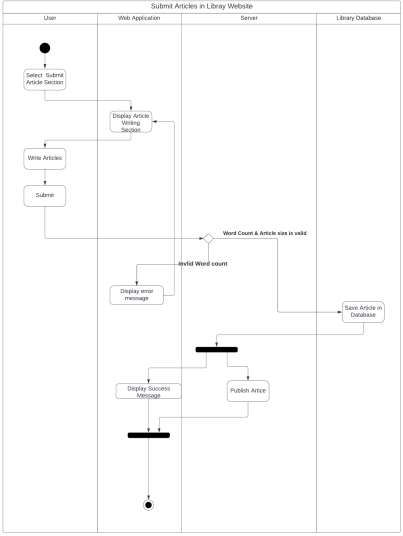 Submit Articles in Libray Website
User
Web Application
Server
Library Database
Select Submit
Article Section
Display Article
Writing
Section
Write Articles
Submit
Word Count & Article size is valid
Invlid Word count
Display error
message
Save Article in
Database
Display Success
Message
Publish Artice